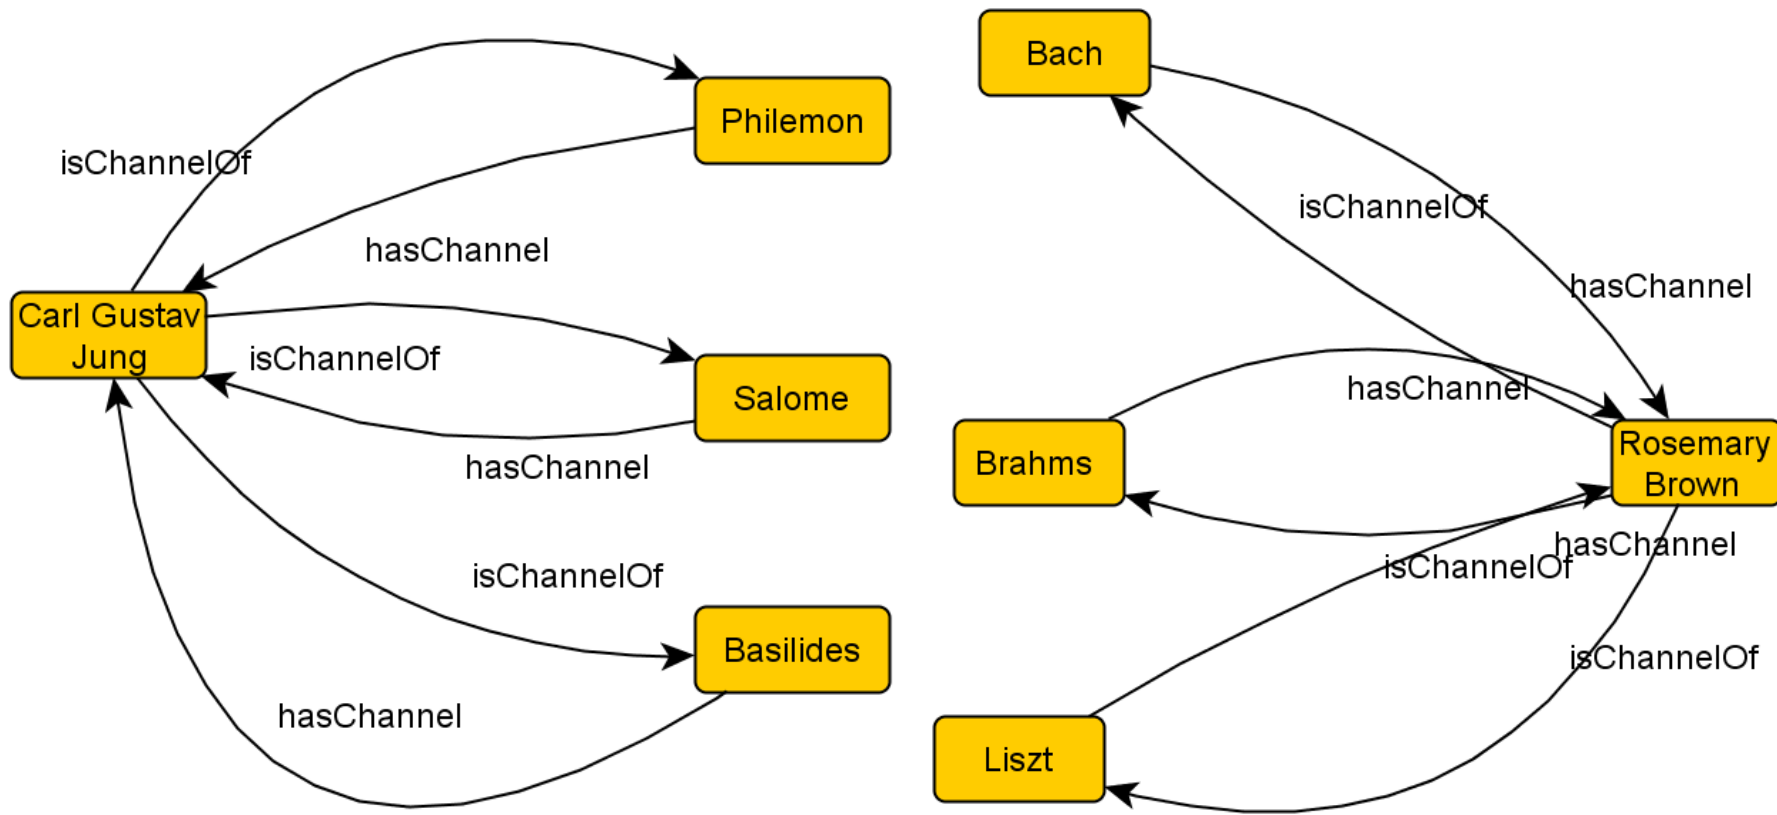 Bach
Philemon
isChannelOf
isChannelOf
hasChannel
hasChannel
Carl Gustav
Jung
isChannelOf
Salome
hasChannel
hasChannel
Brahms
Rosemary
Brown
hasChannel
isChannelOf
isChannelOf
Basilides
isChannelOf
hasChannel
Liszt